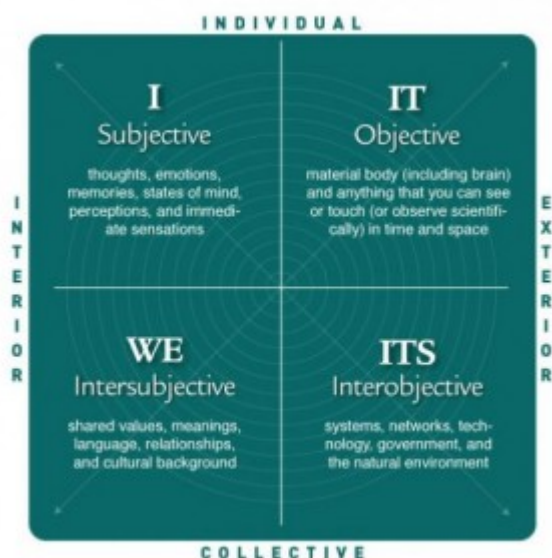 INDIVIDUAL
INTERIOR
I
Subjective
thoughts, emotions,
memories, states of mind,
perceptions, and immedi-
ate sensations
IT
Objective
material body (including brain)
and anything that you can see
or touch (or observe scientifi-
cally) in time and space
EXTERIOR
WE
Intersubjective
shared values, meanings,
language, relationships,
and cultural background
ITS
Interobjective
systems, networks, tech-
nology, government, and
the natural environment
COLLECTIVE